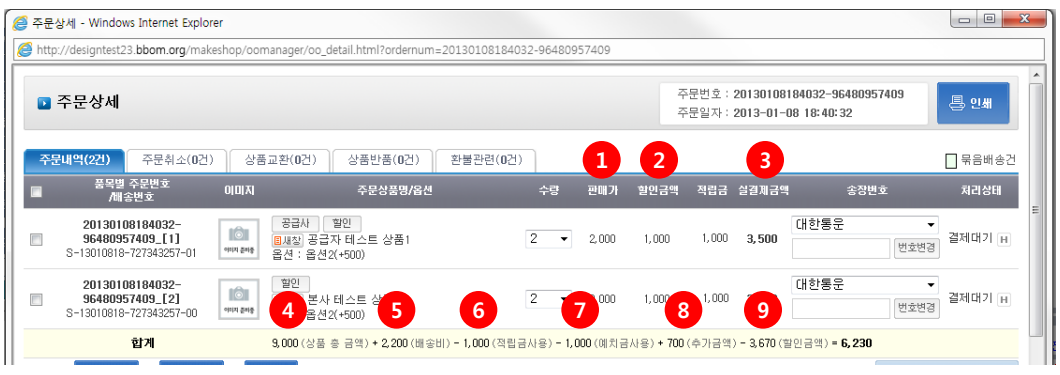 주문상세 - Windows Internet Explorer
http://designtest23.bbom.org/makeshop/oomanager/oo_detail.html?ordernum=20130108184032-96480957409
주문상세
주문번호 : 20130108184032-96480957409
주문일자 : 2013-01-08 18:40:32
인쇄
주문내역(2건) 주문취소(0건) 상품교환(0건) 상품반품(0건) 환불관련(0건) 1 2 3 묶음배송건
품목별 주문번호
/배송번호 이미지 주문상품명/옵션 수량 판매가 할인금액 적립금 실결제금액 송장번호 처리상태
20130108184032-
96480957409_[1]
S-13010818-727343257-01
이미지 준비중
공급사 할인
새창 공급자 테스트 상품1
옵션 : 옵션2(+500)
2 2,000 1,000 1,000 3,500
대한통운
번호변경
결제대기 H
20130108184032-
96480957409_[2]
S-13010818-727343257-00
이미지 준비중
할인
본사 테스트
옵션2(+500)
2 1,000
대한통운
번호변경
결제대기 H
4 5 6 7 8 9
합계 9,000 (상품 총 금액) + 2,200 (배송비) - 1,000 (적립금사용) - 1,000 (예치금사용) + 700 (추가금액) - 3,670 (할인금액) = 6,230